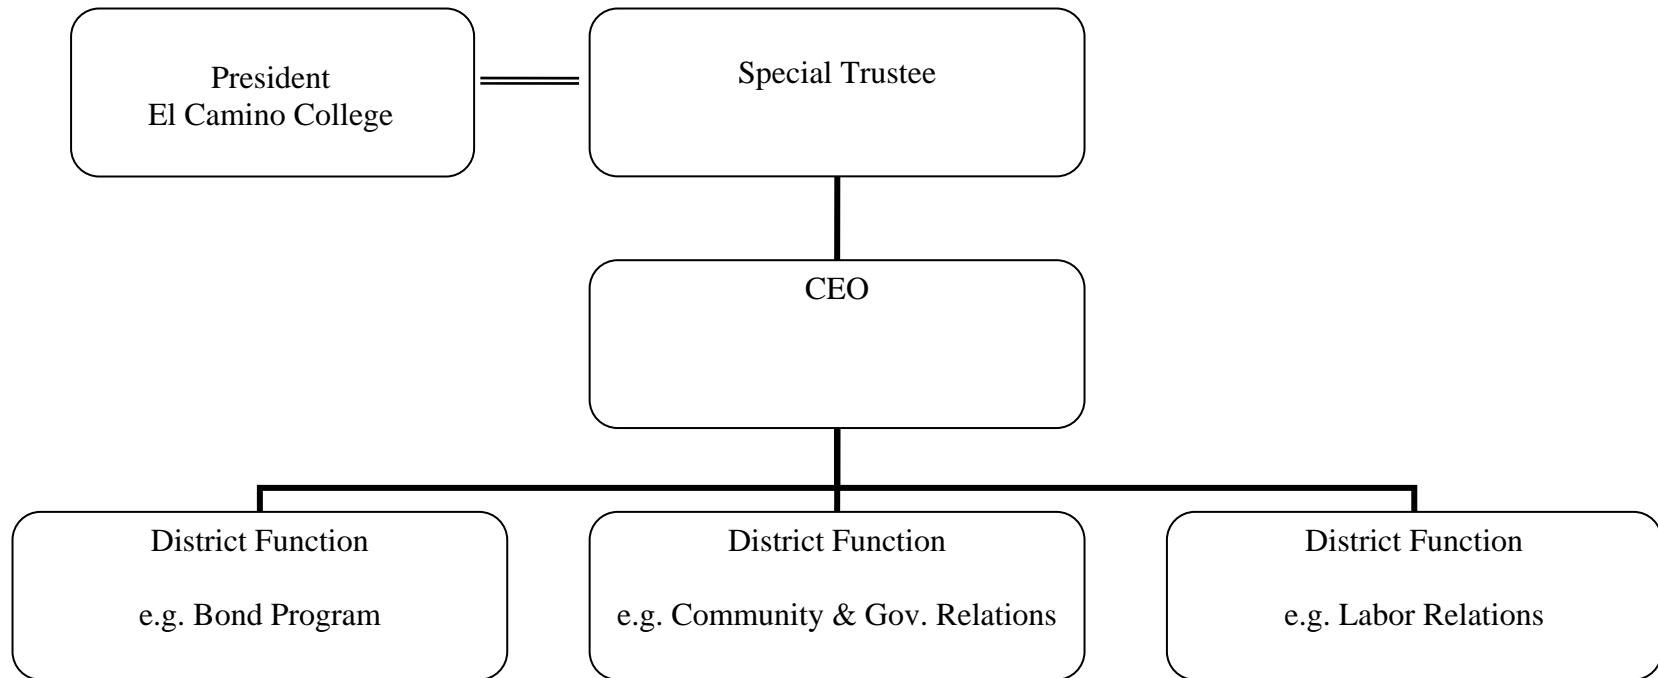 President
El Camino College
Special Trustee
CEO
District Function
e.g. Bond Program
District Function
e.g. Community & Gov. Relations
District Function
e.g. Labor Relations